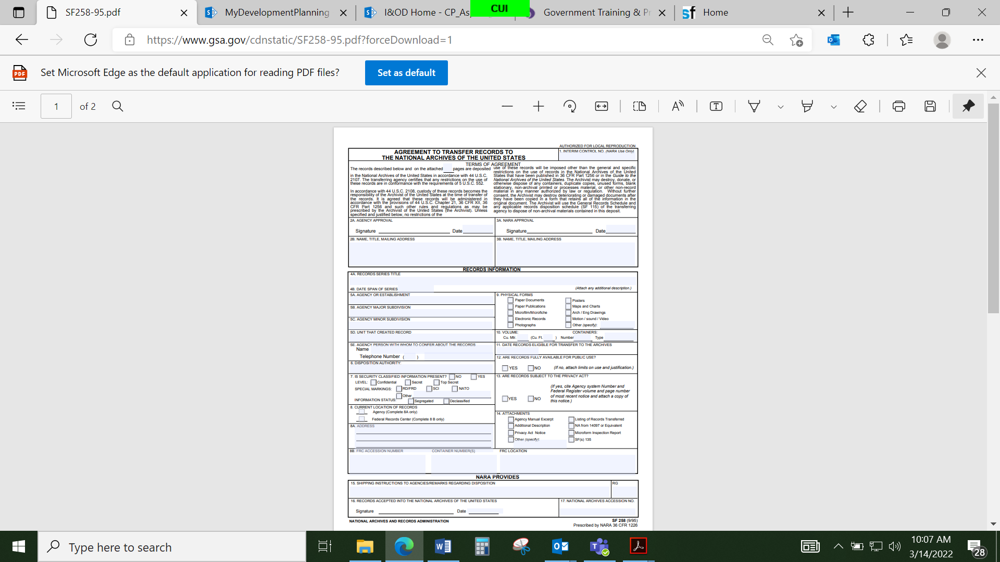 SF258-95.pdf
MyDevelopmentPlanning
I&OD Home - CP_As
CUI
Government Training & Pr
sf Home
https://www.gsa.gov/cdnstatic/SF258-95.pdf?forceDownload=1
PDF Set Microsoft Edge as the default application for reading PDF files?
Set as default
1 of 2
AUTHORIZED FOR LOCAL REPRODUCTION
AGREEMENT TO TRANSFER RECORDS TO
THE NATIONAL ARCHIVES OF THE UNITED STATES
1. INTERIM CONTROL NO. (NARA Use Only)
TERMS OF AGREEMENT
The records described below and on the attached pages are deposited
in the National Archives of the United States in accordance with 44 U.S.C.
2107. The transferring agency certifies that any restrictions on the use of
these records are in conformance with the requirements of 5 U.S.C. 552.
In accordance with 44 U.S.C. 2108, custody of these records becomes the
responsibility of the Archivist of the United States at the time of transfer of
the records. It is agreed that these records will be administered in
accordance with the provisions of 44 U.S.C. Chapter 21, 36 CFR XII, 36
CFR Part 1256 and such other rules and regulations as may be
prescribed by the Archivist of the United States (the Archivist). Unless
specified and justified below, no restrictions of the
use of these records will be imposed other than the general and specific
restrictions on the use of records in the National Archives of the United
States that have been published in 36 CFR Part 1256 or in the Guide to the
National Archives of the United States. The Archivist may destroy, donate, or
otherwise dispose of any containers, duplicate copies, unused forms, blank
stationary, non-archival printed or processes material, or other non-record
material in any manner authorized by law or regulation. Without further
consent, the Archivist may destroy deteriorating or damaged documents after
they have been copied in a form that retains all of the information in the
original document. The Archivist will use the General Records Schedule and
any applicable records disposition schedule (SF 115) of the transferring
agency to dispose of non-archival materials contained in this deposit.
2A. AGENCY APPROVAL
Signature Date
3A. NARA APPROVAL
Signature Date
2B. NAME, TITLE, MAILING ADDRESS
3B. NAME, TITLE, MAILING ADDRESS
RECORDS INFORMATION
4A. RECORDS SERIES TITLE
4B. DATE SPAN OF SERIES
(Attach any additional description.)
5A. AGENCY OR ESTABLISHMENT
5B. AGENCY MAJOR SUBDIVISION
5C. AGENCY MINOR SUBDIVISION
5D. UNIT THAT CREATED RECORD
5E. AGENCY PERSON WITH WHOM TO CONFER ABOUT THE RECORDS
Name
Telephone Number ( )
6. DISPOSITION AUTHORITY:
7. IS SECURITY CLASSIFIED INFORMATION PRESENT? NO YES
LEVEL: Confidential Secret Top Secret
SPECIAL MARKINGS: RD/FRD SCI NATO
Other
INFORMATION STATUS: Segregated Declassified
8. CURRENT LOCATION OF RECORDS
Agency (Complete 8A only)
Federal Records Center (Complete 8 B only)
8A. ADDRESS
9. PHYSICAL FORMS
Paper Documents Posters
Paper Publications Maps and Charts
Microfilm/Microfiche Arch / Eng Drawings
Electronic Records Motion / sound / Video
Photographs Other (specify):
10. VOLUME: CONTAINERS:
Cu. Mtr. (Cu. Ft. ) Number Type
11. DATE RECORDS ELIGIBLE FOR TRANSFER TO THE ARCHIVES
12. ARE RECORDS FULLY AVAILABLE FOR PUBLIC USE?
YES NO (If no, attach limits on use and justification.)
13. ARE RECORDS SUBJECT TO THE PRIVACY ACT?
YES NO
(If yes, cite Agency system Number and
Federal Register volume and page number
of most recent notice and attach a copy of
this notice.)
14. ATTACHMENTS
Agency Manual Excerpt Listing of Records Transferred
Additional Description NA from 14097 or Equivalent
Privacy Act Notice Microform Inspection Report
Other (specify): SF(s) 135
8B. FRC ACCESSION NUMBER CONTAINER NUMBER(S) FRC LOCATION
NARA PROVIDES
15. SHIPPING INSTRUCTIONS TO AGENCIES/REMARKS REGARDING DISPOSITION
RG
16. RECORDS ACCEPTED INTO THE NATIONAL ARCHIVES OF THE UNITED STATES
Signature Date
17. NATIONAL ARCHIVES ACCESSION NO.
NATIONAL ARCHIVES AND RECORDS ADMINISTRATION
SF 258 (9/95)
Prescribed by NARA 36 CFR 1226
Type here to search
10:07 AM
3/14/2022
28